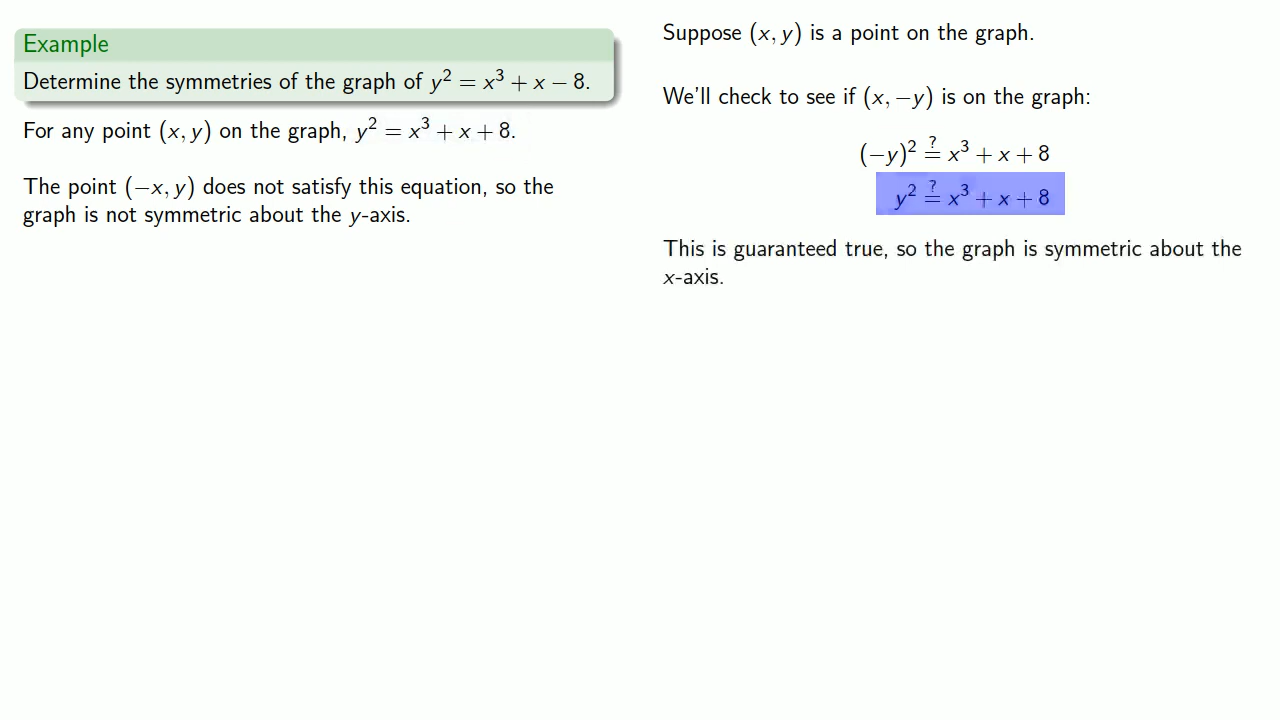 Example
Determine the symmetries of the graph of y² = x³ + x − 8.
For any point (x, y) on the graph, y² = x³ + x + 8.
The point (−x, y) does not satisfy this equation, so the
graph is not symmetric about the y-axis.
Suppose (x, y) is a point on the graph.
We'll check to see if (x, −y) is on the graph:
(−y)² ≟ x³ + x + 8
y² ≟ x³ + x + 8
This is guaranteed true, so the graph is symmetric about the
x-axis.